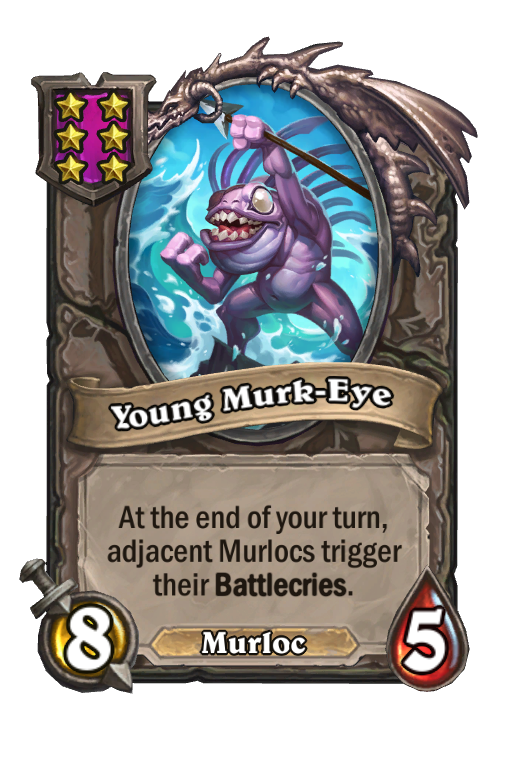 Young Murk-Eye
At the end of your turn,
adjacent Murlocs trigger
their Battlecries.
8
Murloc
5